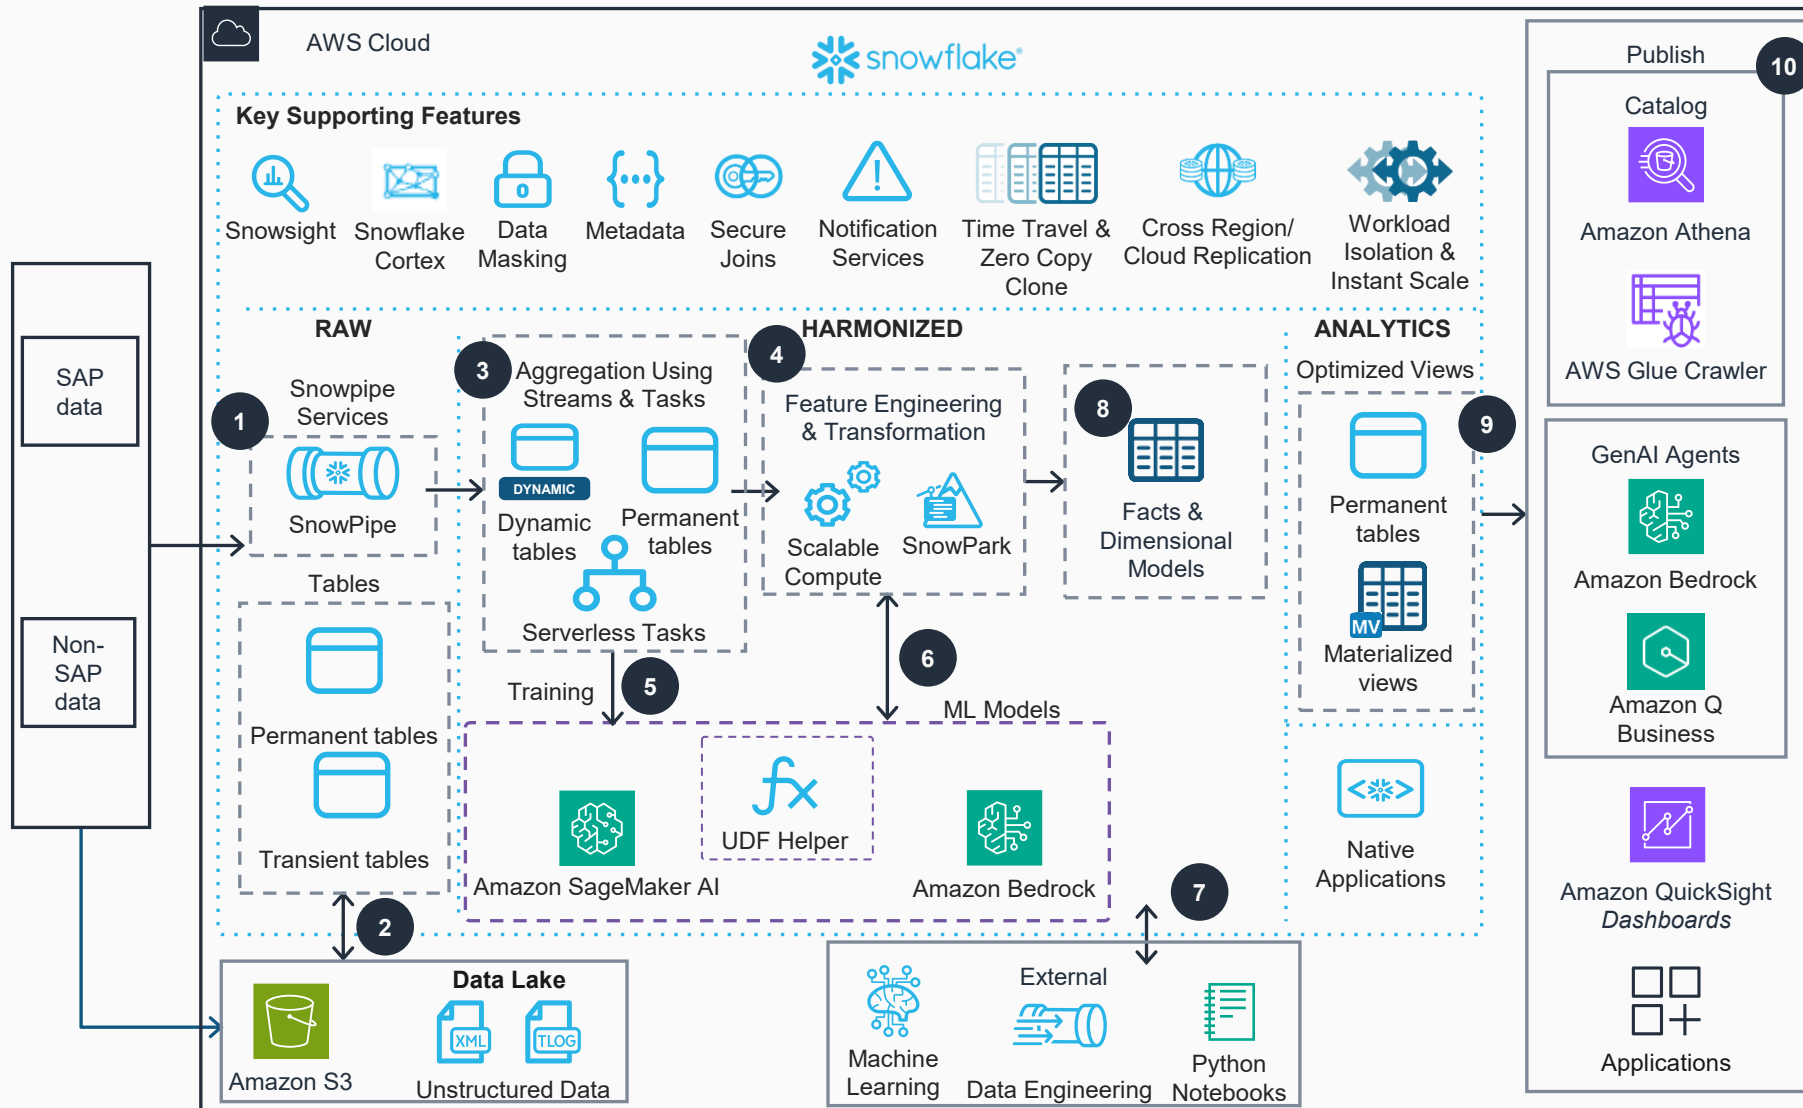 AWS Cloud
snowflake®
Key Supporting Features
Snowsight
Snowflake
Cortex
Data
Masking
Metadata
Secure
Joins
Notification
Services
Time Travel &
Zero Copy
Clone
Cross Region/
Cloud Replication
Workload
Isolation &
Instant Scale
SAP
data
Non-
SAP
data
RAW
1
Snowpipe
Services
SnowPipe
Tables
Permanent tables
Transient tables
2
HARMONIZED
3
Aggregation Using
Streams & Tasks
DYNAMIC
Dynamic
tables
Permanent
tables
Serverless Tasks
4
Feature Engineering
& Transformation
Scalable
Compute
SnowPark
8
Facts &
Dimensional
Models
Training
5
6
ML Models
Amazon SageMaker AI
fx
UDF Helper
Amazon Bedrock
7
ANALYTICS
Optimized Views
9
Permanent
tables
MV
Materialized
views
Native
Applications
Data Lake
Amazon S3
XML
TLOG
Unstructured Data
External
Machine
Learning
Data Engineering
Python
Notebooks
Publish
10
Catalog
Amazon Athena
AWS Glue Crawler
GenAI Agents
Amazon Bedrock
Amazon Q
Business
Amazon QuickSight
Dashboards
Applications